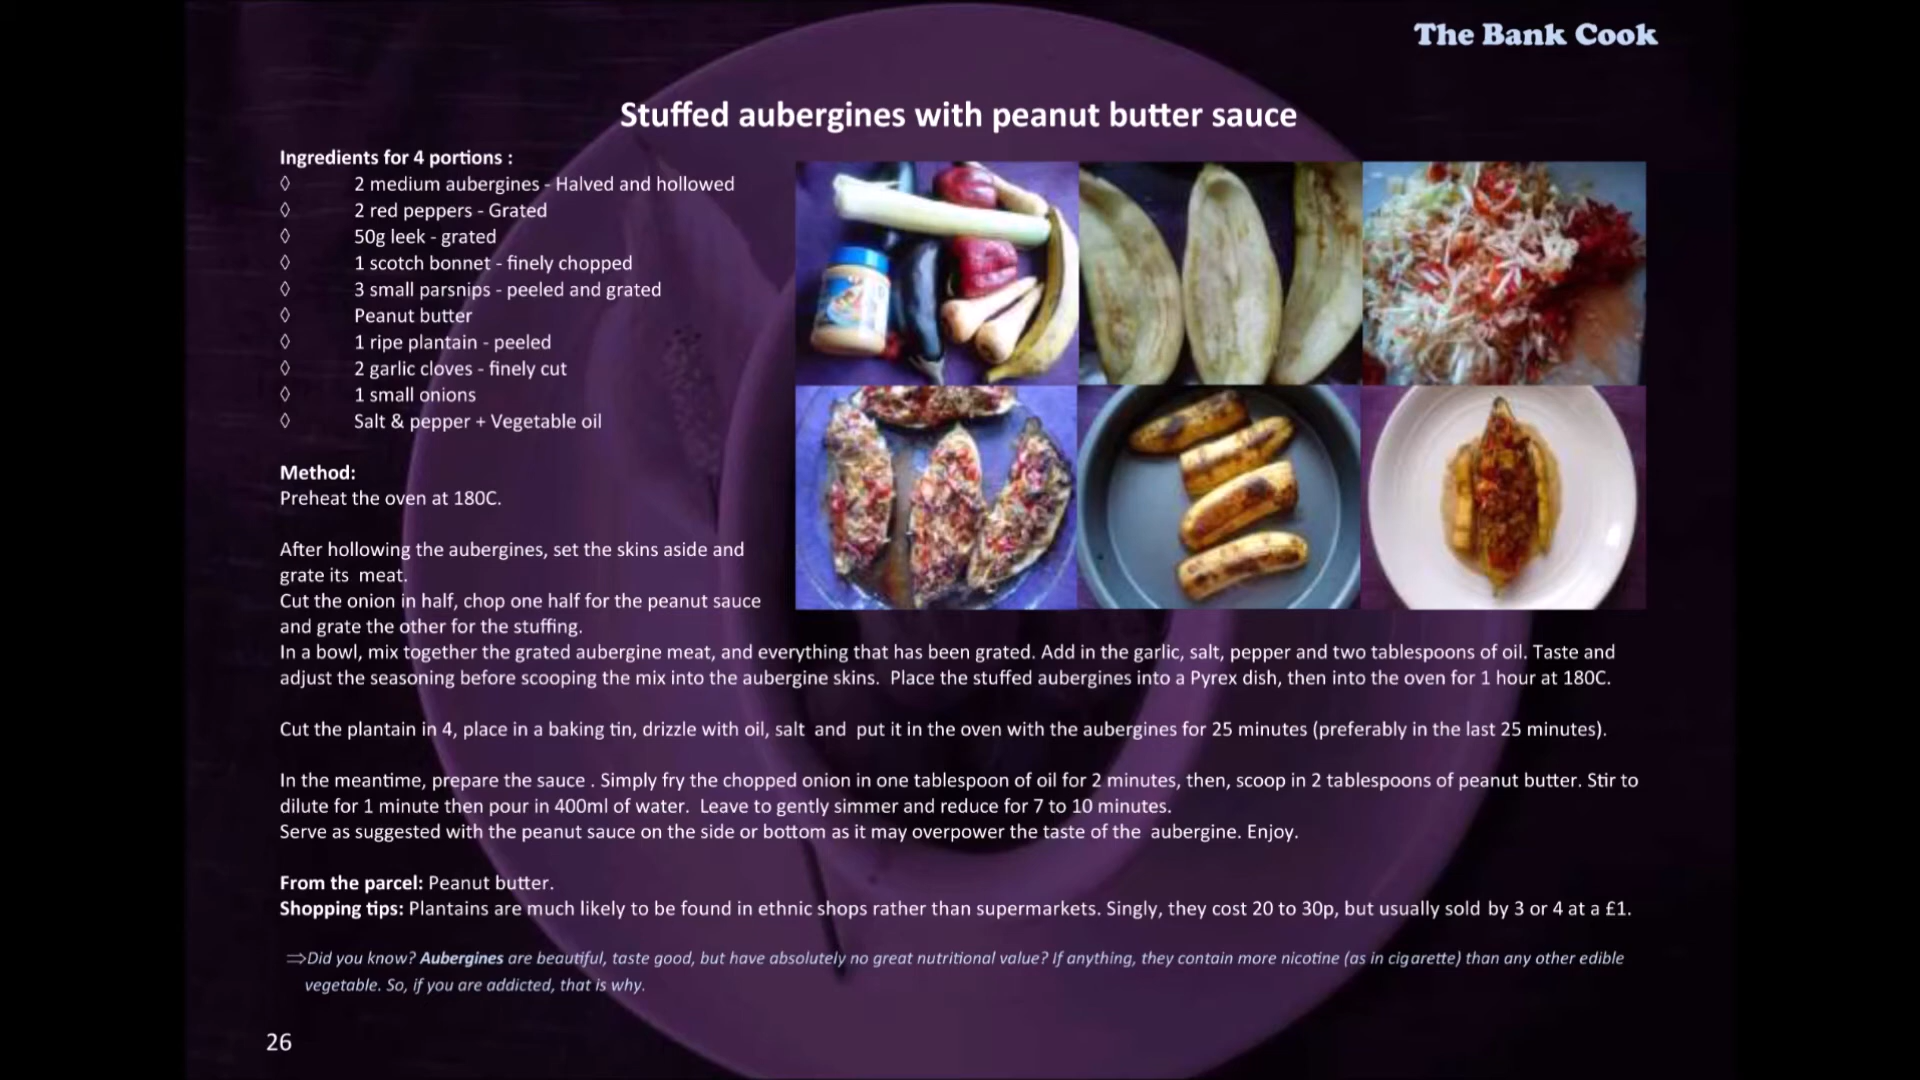 The Bank Cook
Stuffed aubergines with peanut butter sauce
Ingredients for 4 portions :
◊ 2 medium aubergines - Halved and hollowed
◊ 2 red peppers - Grated
◊ 50g leek - grated
◊ 1 scotch bonnet - finely chopped
◊ 3 small parsnips - peeled and grated
◊ Peanut butter
◊ 1 ripe plantain - peeled
◊ 2 garlic cloves - finely cut
◊ 1 small onions
◊ Salt & pepper + Vegetable oil
Method:
Preheat the oven at 180C.
After hollowing the aubergines, set the skins aside and
grate its meat.
Cut the onion in half, chop one half for the peanut sauce
and grate the other for the stuffing.
In a bowl, mix together the grated aubergine meat, and everything that has been grated. Add in the garlic, salt, pepper and two tablespoons of oil. Taste and
adjust the seasoning before scooping the mix into the aubergine skins. Place the stuffed aubergines into a Pyrex dish, then into the oven for 1 hour at 180C.
Cut the plantain in 4, place in a baking tin, drizzle with oil, salt and put it in the oven with the aubergines for 25 minutes (preferably in the last 25 minutes).
In the meantime, prepare the sauce . Simply fry the chopped onion in one tablespoon of oil for 2 minutes, then, scoop in 2 tablespoons of peanut butter. Stir to
dilute for 1 minute then pour in 400ml of water. Leave to gently simmer and reduce for 7 to 10 minutes.
Serve as suggested with the peanut sauce on the side or bottom as it may overpower the taste of the aubergine. Enjoy.
From the parcel: Peanut butter.
Shopping tips: Plantains are much likely to be found in ethnic shops rather than supermarkets. Singly, they cost 20 to 30p, but usually sold by 3 or 4 at a £1.
⇒Did you know? Aubergines are beautiful, taste good, but have absolutely no great nutritional value? If anything, they contain more nicotine (as in cigarette) than any other edible
vegetable. So, if you are addicted, that is why.
26